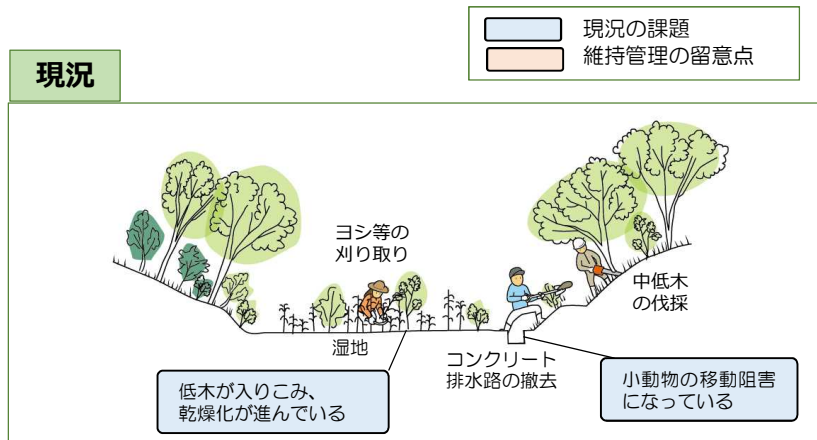 現況の課題
維持管理の留意点
現況
ヨシ等の
刈り取り
中低木
の伐採
湿地
コンクリート
排水路の撤去
低木が入りこみ、
乾燥化が進んでいる
小動物の移動阻害
になっている